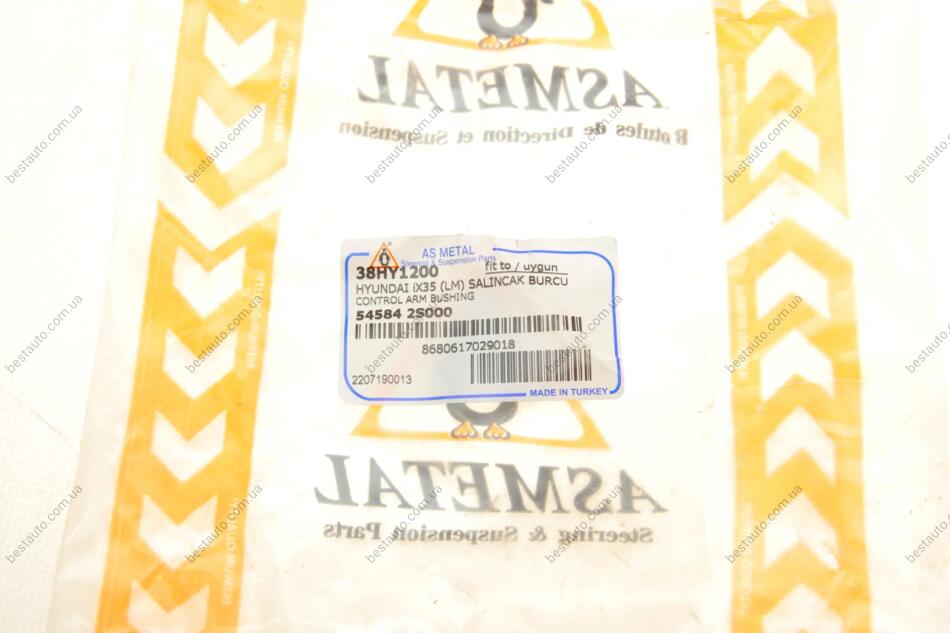 ASMETAL
Rotules de Direction et Suspension
AS METAL
Steering & Suspension Parts
38HY1200 fit to / uygun
HYUNDAI iX35 (LM) SALINCAK BURCU
CONTROL ARM BUSHING
54584 2S000
8680617029018
2207190013
MADE IN TURKEY
ASMETAL
Steering & Suspension Parts
bestauto.com.ua